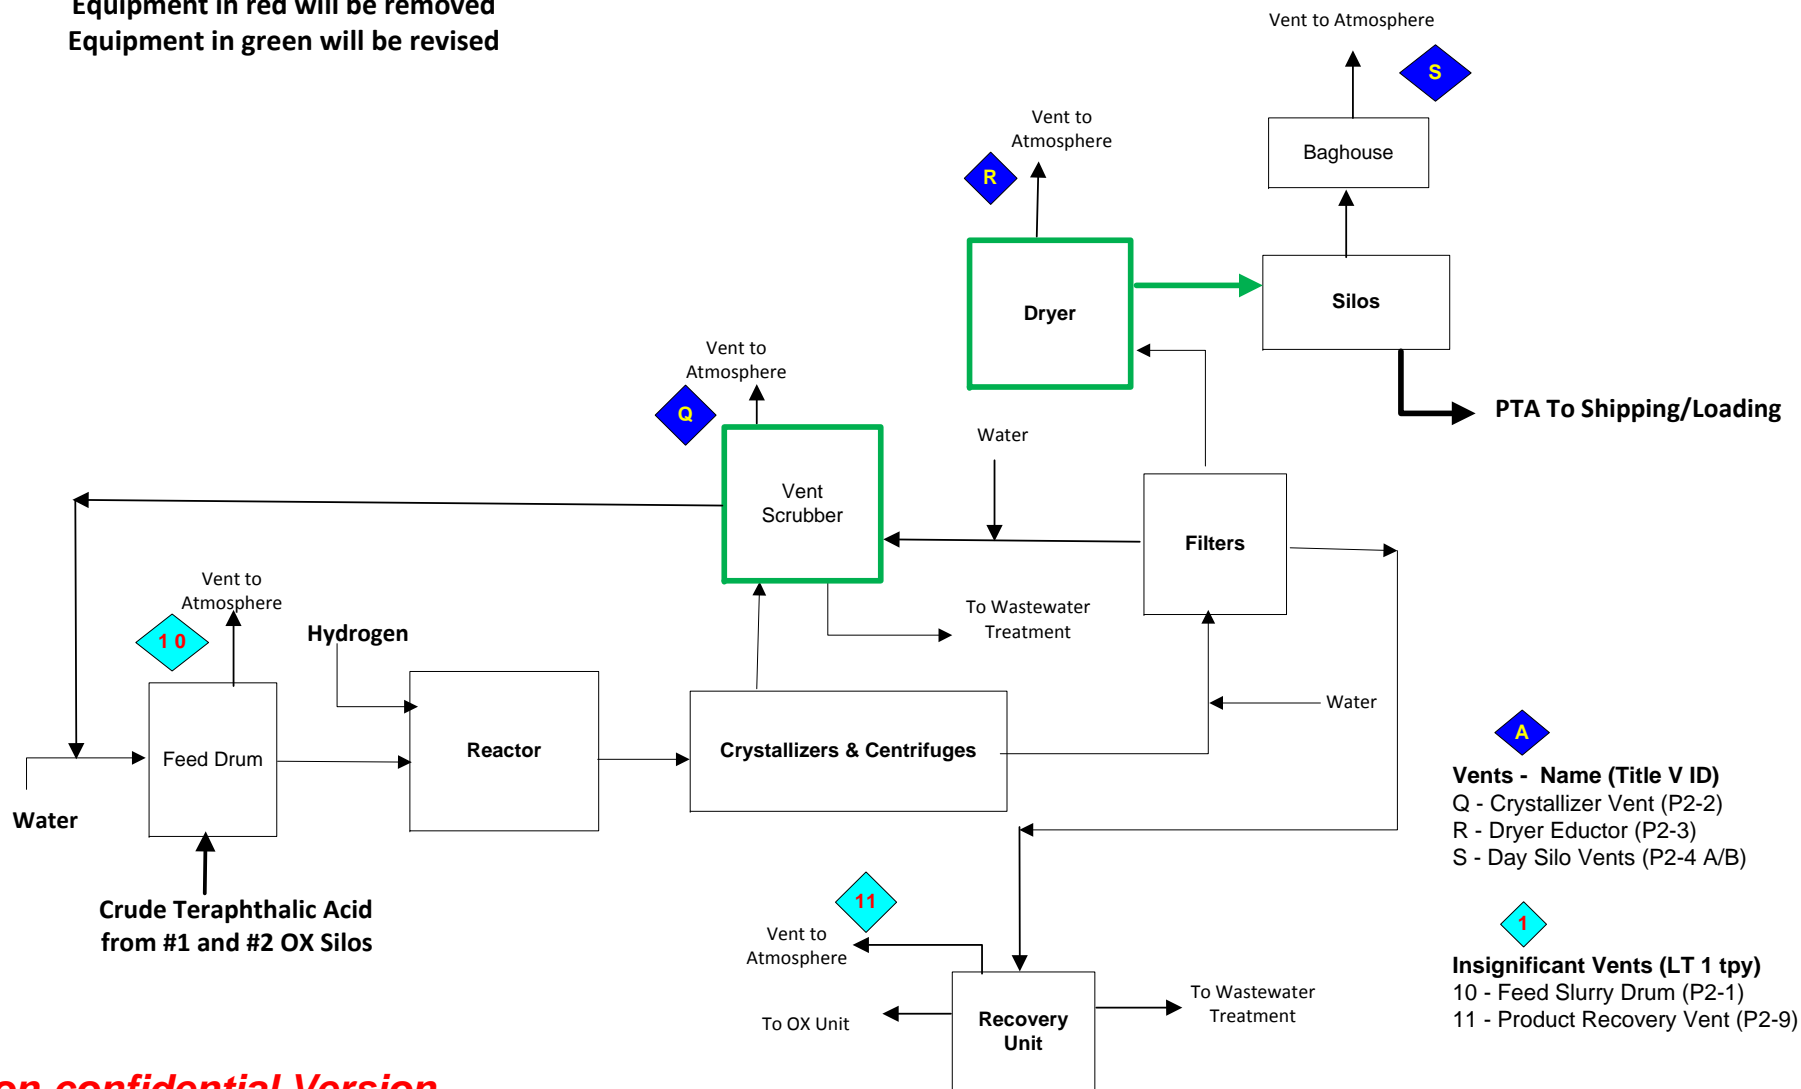 Equipment in red will be removed
Equipment in green will be revised
Vent to Atmosphere
S
Baghouse
Vent to
Atmosphere
R
Dryer
Silos
PTA To Shipping/Loading
Vent to
Atmosphere
Q
Water
Vent
Scrubber
Filters
Vent to
Atmosphere
10
Hydrogen
To Wastewater
Treatment
Water
Feed Drum
Reactor
Crystallizers & Centrifuges
Water
Crude Teraphthalic Acid
from #1 and #2 OX Silos
A
Vents - Name (Title V ID)
Q - Crystallizer Vent (P2-2)
R - Dryer Eductor (P2-3)
S - Day Silo Vents (P2-4 A/B)
11
Vent to
Atmosphere
To OX Unit
Recovery
Unit
To Wastewater
Treatment
1
Insignificant Vents (LT 1 tpy)
10 - Feed Slurry Drum (P2-1)
11 - Product Recovery Vent (P2-9)
on-confidential Version